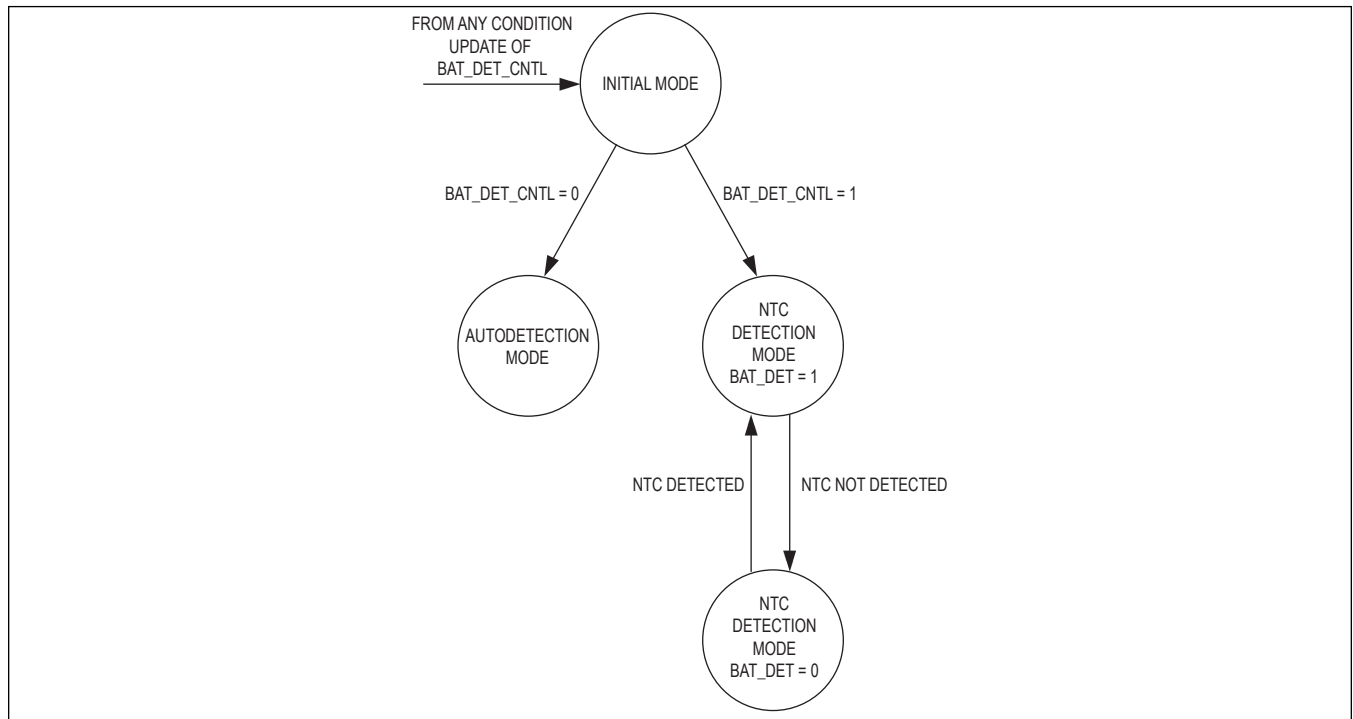 FROM ANY CONDITION
UPDATE OF
BAT_DET_CNTL
INITIAL MODE
BAT_DET_CNTL = 0
BAT_DET_CNTL = 1
AUTODETECTION
MODE
NTC
DETECTION
MODE
BAT_DET = 1
NTC DETECTED
NTC NOT DETECTED
NTC
DETECTION
MODE
BAT_DET = 0